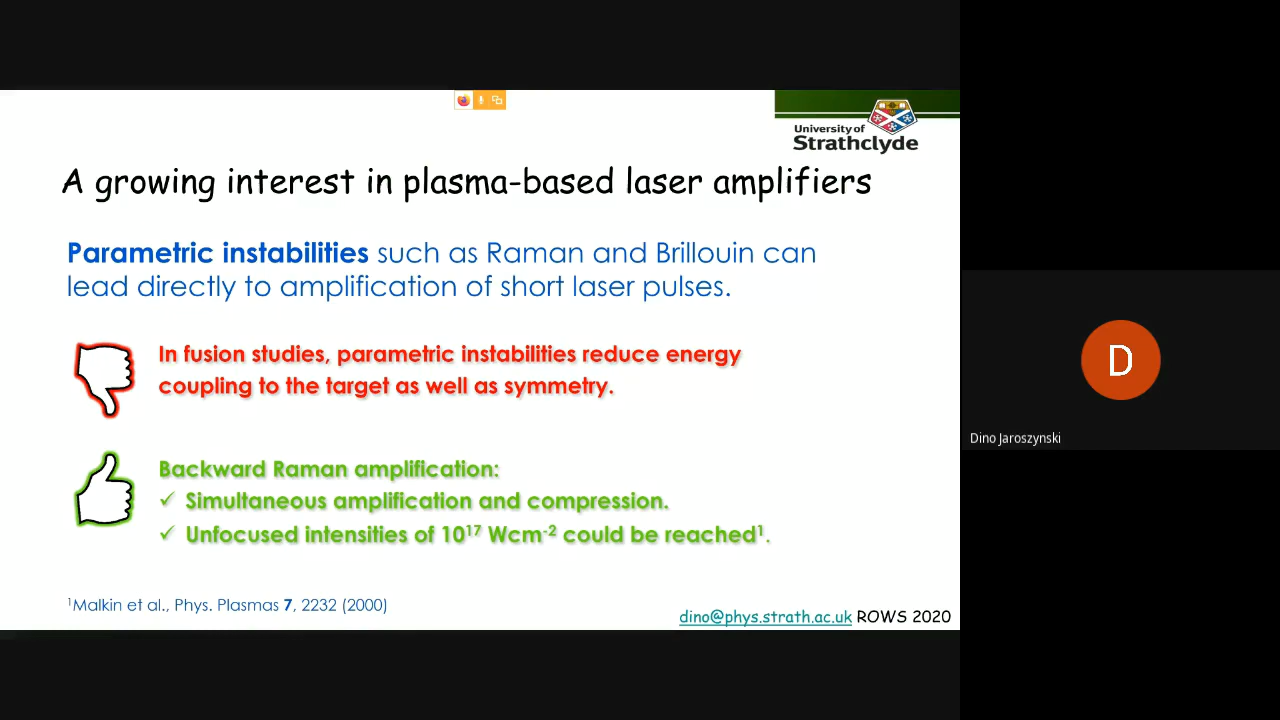 University of
Strathclyde
A growing interest in plasma-based laser amplifiers
Parametric instabilities such as Raman and Brillouin can
lead directly to amplification of short laser pulses.
In fusion studies, parametric instabilities reduce energy
coupling to the target as well as symmetry.
Backward Raman amplification:
✓ Simultaneous amplification and compression.
✓ Unfocused intensities of 10¹⁷ Wcm⁻² could be reached¹.
¹Malkin et al., Phys. Plasmas 7, 2232 (2000)
dino@phys.strath.ac.uk ROWS 2020
D
Dino Jaroszynski